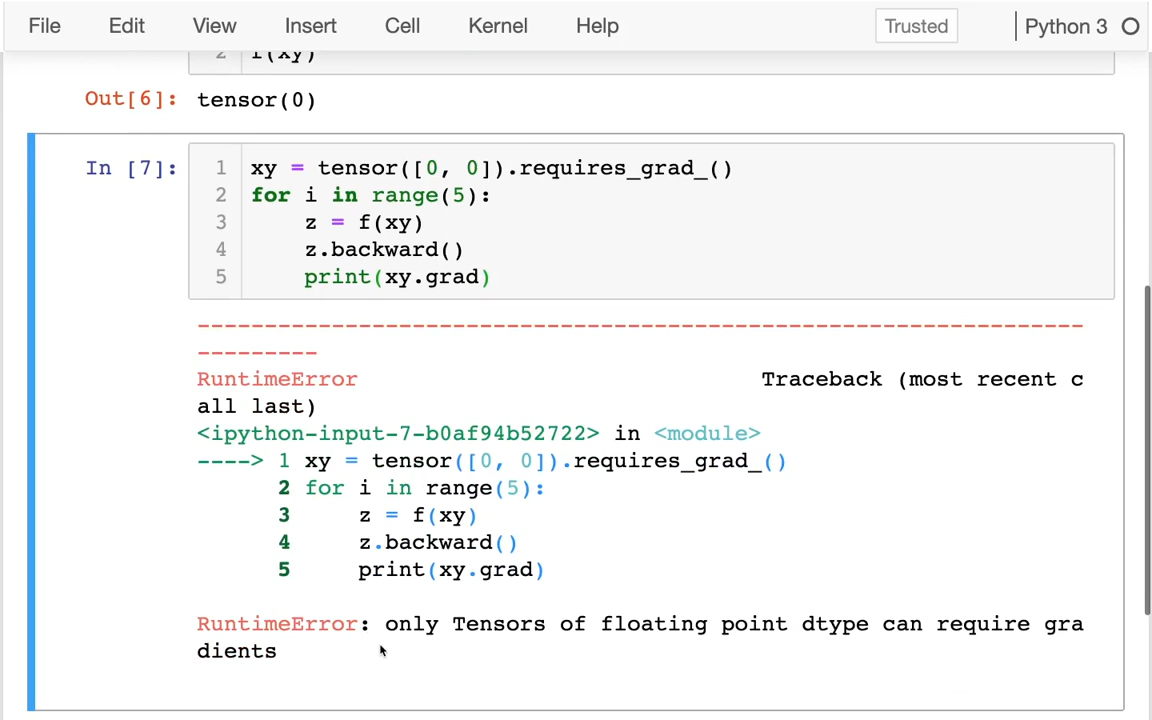 File Edit View Insert Cell Kernel Help Trusted Python 3
2 f(xy)
Out[6]: tensor(0)
In [7]: 1 xy = tensor([0, 0]).requires_grad_()
2 for i in range(5):
3     z = f(xy)
4     z.backward()
5     print(xy.grad)
------------------------------------------------------------------
---------
RuntimeError                              Traceback (most recent c
all last)
<ipython-input-7-b0af94b52722> in <module>
----> 1 xy = tensor([0, 0]).requires_grad_()
      2 for i in range(5):
      3     z = f(xy)
      4     z.backward()
      5     print(xy.grad)
RuntimeError: only Tensors of floating point dtype can require gra
dients